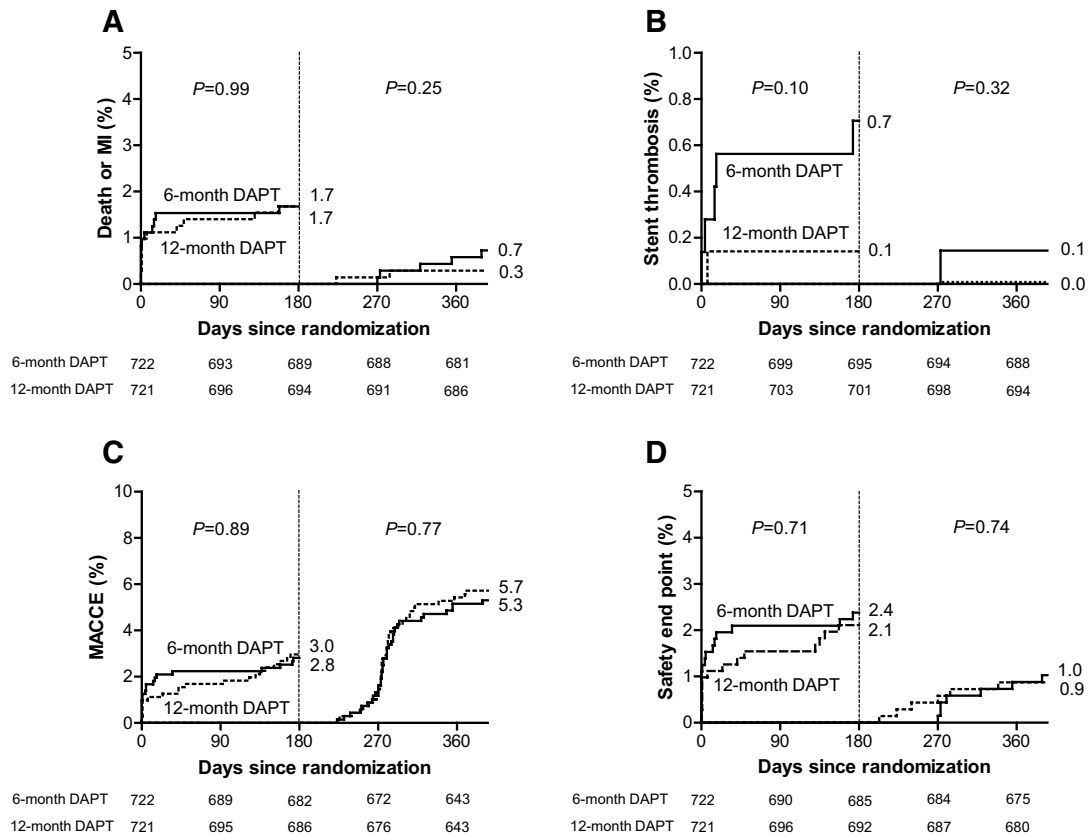 A
Death or MI (%)
5
4
3
2
1
0
P=0.99
P=0.25
6-month DAPT
12-month DAPT
1.7
1.7
0.7
0.3
0 90 180 270 360
Days since randomization
6-month DAPT 722 693 689 688 681
12-month DAPT 721 696 694 691 686
B
Stent thrombosis (%)
1.0
0.8
0.6
0.4
0.2
0.0
P=0.10
P=0.32
6-month DAPT
12-month DAPT
0.7
0.1
0.1
0.0
0 90 180 270 360
Days since randomization
6-month DAPT 722 699 695 694 688
12-month DAPT 721 703 701 698 694
C
MACCE (%)
10
8
6
4
2
0
P=0.89
P=0.77
6-month DAPT
12-month DAPT
3.0
2.8
5.7
5.3
0 90 180 270 360
Days since randomization
6-month DAPT 722 689 682 672 643
12-month DAPT 721 695 686 676 643
D
Safety end point (%)
5
4
3
2
1
0
P=0.71
P=0.74
6-month DAPT
12-month DAPT
2.4
2.1
1.0
0.9
0 90 180 270 360
Days since randomization
6-month DAPT 722 690 685 684 675
12-month DAPT 721 696 692 687 680